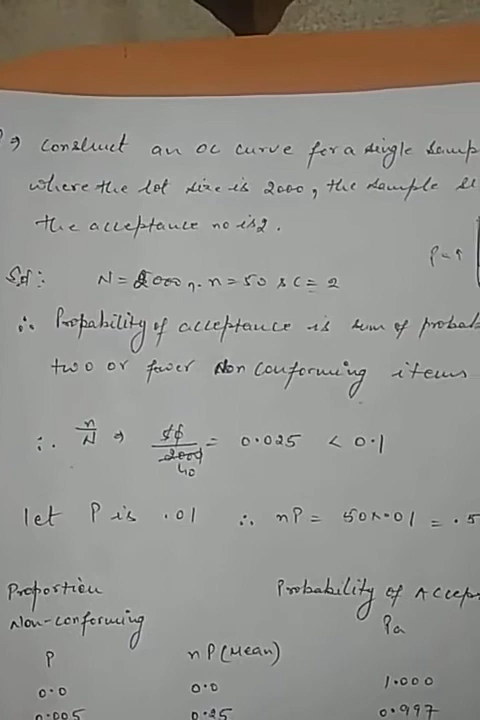 → Construct an OC curve for a single samp
where the lot size is 2000, the sample
the acceptance no is 2.
P = 
Sol: N = 2000, n = 50 & C = 2
∴ Propability of acceptance is sum of probab
two or fewer Non conforming items
∴ n/N ⇒ 50/2000 40 = 0.025 < 0.1
let P is .01 ∴ nP = 50×.01 = .5
Proportion Probability of Accep
Non-conforming Pa
P nP (Mean)
0.0 0.0 1.000
0.005 0.25 0.997